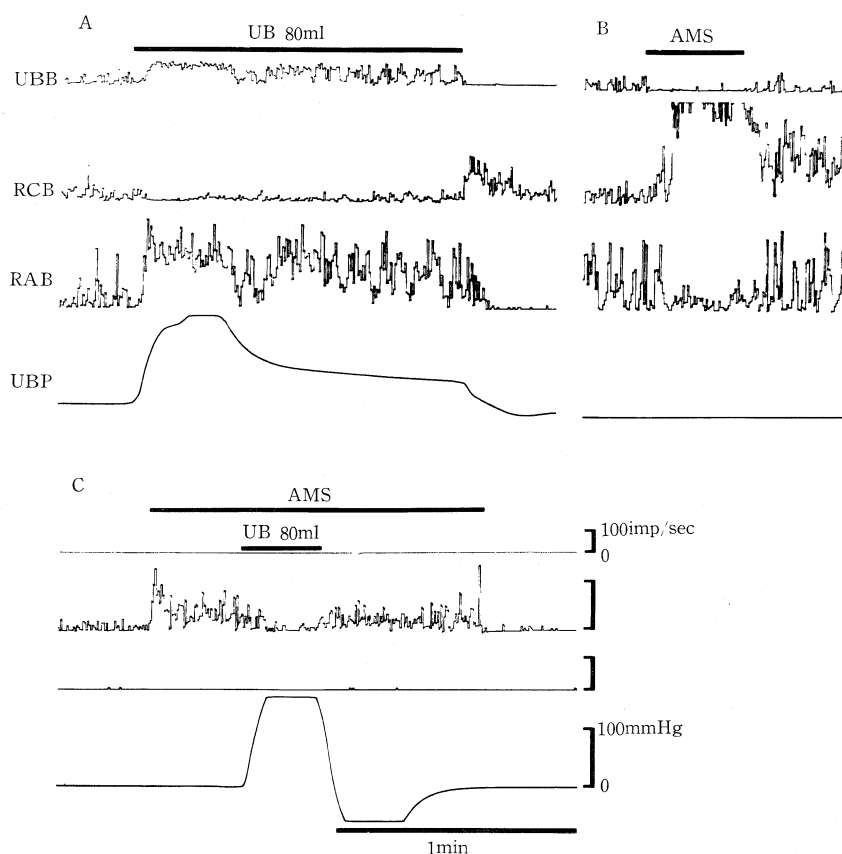 A
UB 80ml
B
AMS
UBB
RCB
RAB
UBP
C
AMS
UB 80ml
100imp/sec
0
100mmHg
0
1min